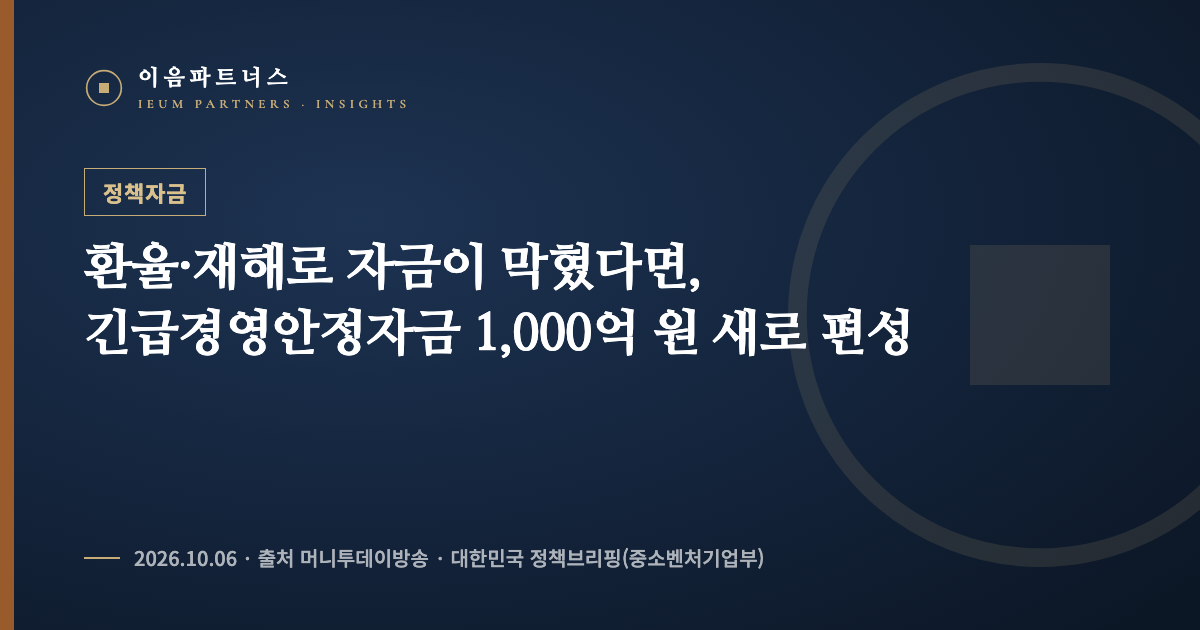 이음파트너스
IEUM PARTNERS · INSIGHTS
정책자금
환율·재해로 자금이 막혔다면,
긴급경영안정자금 1,000억 원 새로 편성
2026.10.06 · 출처 머니투데이방송 · 대한민국 정책브리핑(중소벤처기업부)